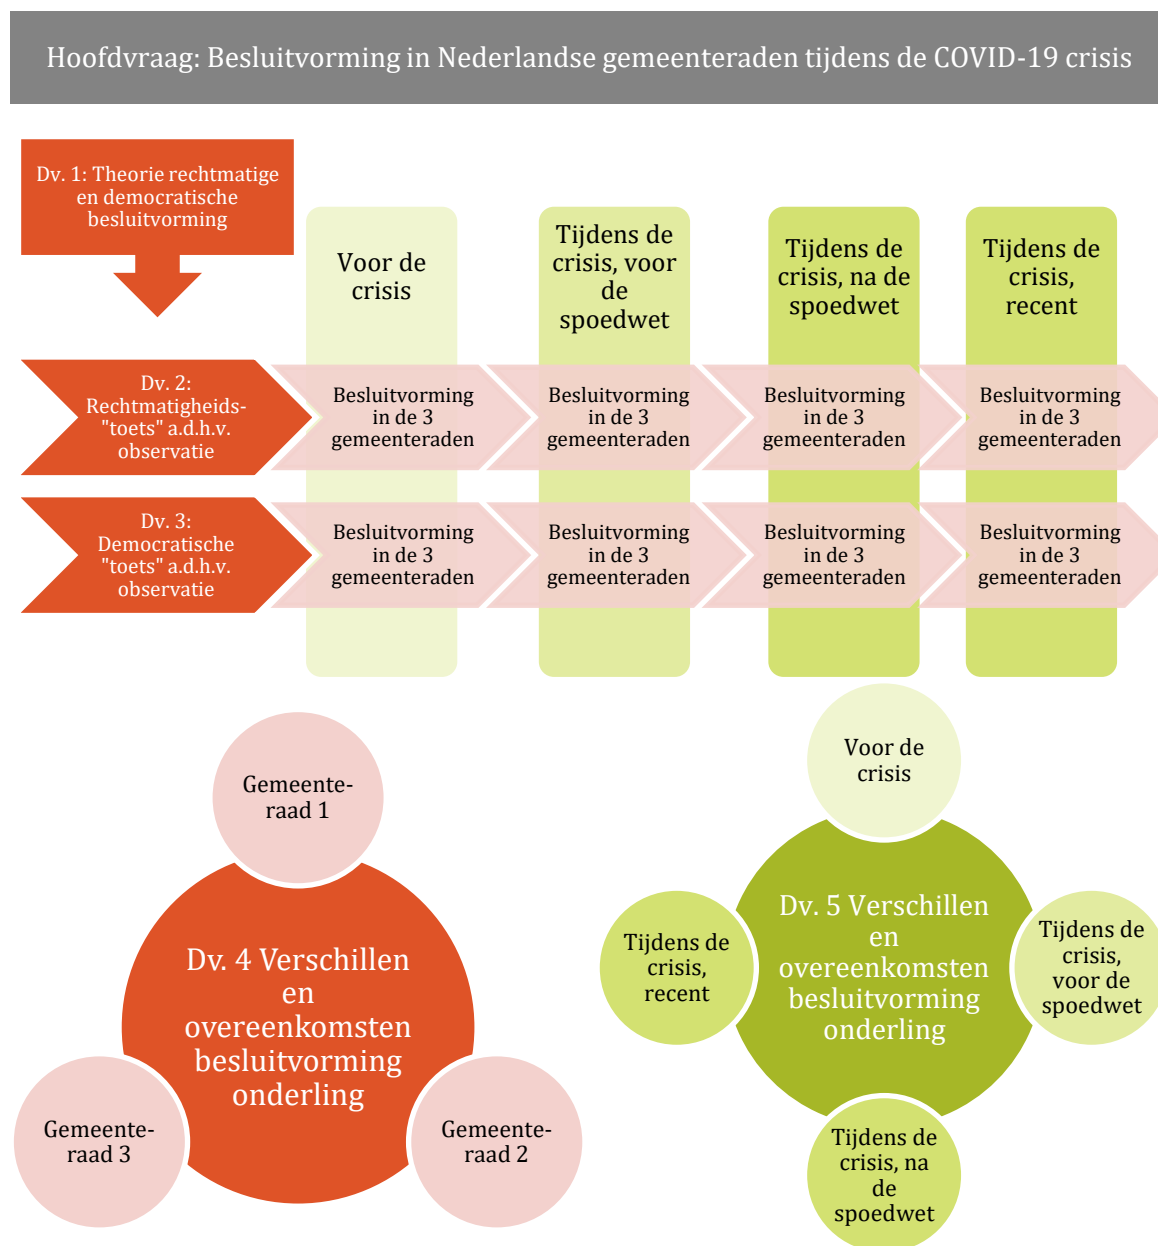 Hoofdvraag: Besluitvorming in Nederlandse gemeenteraden tijdens de COVID-19 crisis
Dv. 1: Theorie rechtmatige
en democratische
besluitvorming
Voor de
crisis
Tijdens de
crisis, voor
de
spoedwet
Tijdens de
crisis, na de
spoedwet
Tijdens de
crisis,
recent
Dv. 2:
Rechtmatigheids-
"toets" a.d.h.v.
observatie
Besluitvorming
in de 3
gemeenteraden
Besluitvorming
in de 3
gemeenteraden
Besluitvorming
in de 3
gemeenteraden
Besluitvorming
in de 3
gemeenteraden
Dv. 3:
Democratische
"toets" a.d.h.v.
observatie
Besluitvorming
in de 3
gemeenteraden
Besluitvorming
in de 3
gemeenteraden
Besluitvorming
in de 3
gemeenteraden
Besluitvorming
in de 3
gemeenteraden
Gemeente-
raad 1
Dv. 4 Verschillen
en
overeenkomsten
besluitvorming
onderling
Gemeente-
raad 3
Gemeente-
raad 2
Voor de
crisis
Dv. 5 Verschillen
en
overeenkomsten
besluitvorming
onderling
Tijdens de
crisis,
recent
Tijdens de
crisis,
voor de
spoedwet
Tijdens de
crisis, na
de
spoedwet